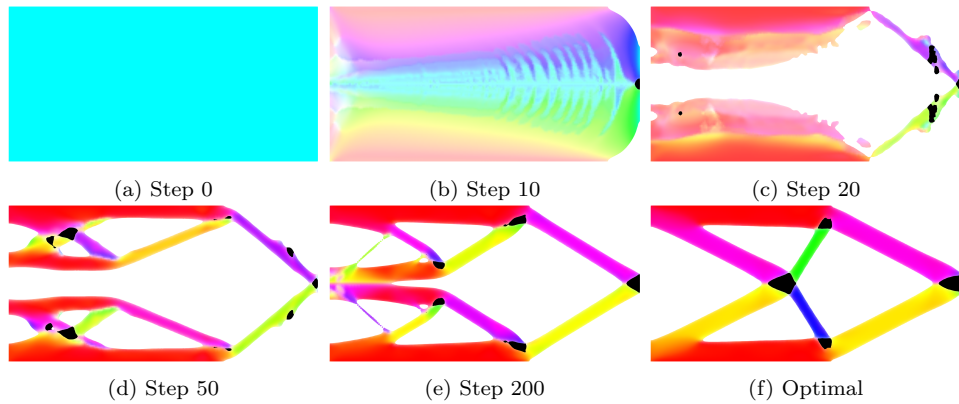 (a) Step 0
(b) Step 10
(c) Step 20
(d) Step 50
(e) Step 200
(f) Optimal